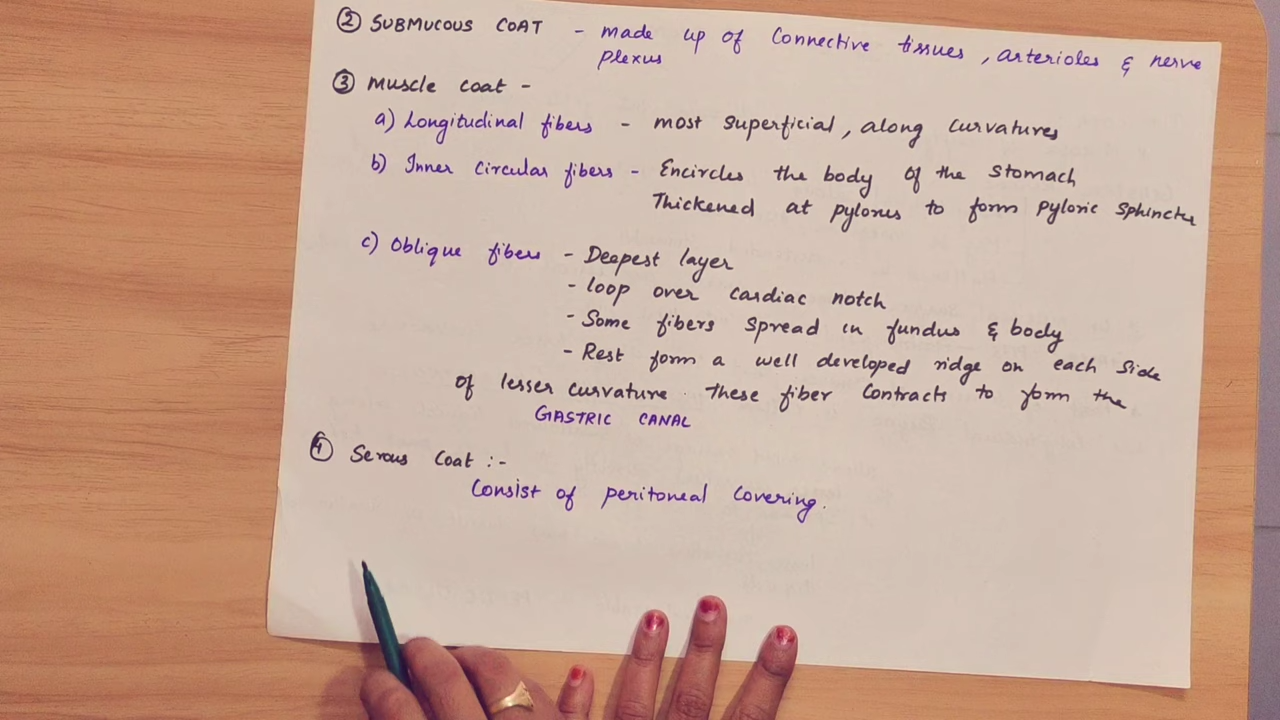 ② SUBMUCOUS COAT - made up of Connective tissues, arterioles & nerve
plexus
③ Muscle coat -
a) Longitudinal fibers - most superficial, along curvatures
b) Inner Circular fibers - Encircles the body of the stomach
Thickened at pylorus to form pyloric sphincter
c) Oblique fibers - Deepest layer
- loop over cardiac notch
- Some fibers spread in fundus & body
- Rest form a well developed ridge on each side
of lesser curvature. These fiber contracts to form the
GASTRIC CANAL
④ Serous coat :-
Consist of peritoneal covering.